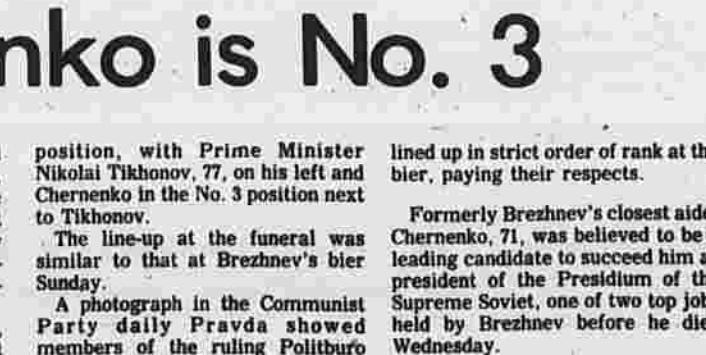 nko is No. 3
position, with Prime Minister
Nikolai Tikhonov, 77, on his left and
Chernenko in the No. 3 position next
to Tikhonov.
The line-up at the funeral was
similar to that at Brezhnev's bier
Sunday.
A photograph in the Communist
Party daily Pravda showed
members of the ruling Politburo
lined up in strict order of rank at th
bier, paying their respects.
Formerly Brezhnev's closest aide
Chernenko, 71, was believed to be
leading candidate to succeed him a
president of the Presidium of th
Supreme Soviet, one of two top job
held by Brezhnev before he die
Wednesday.